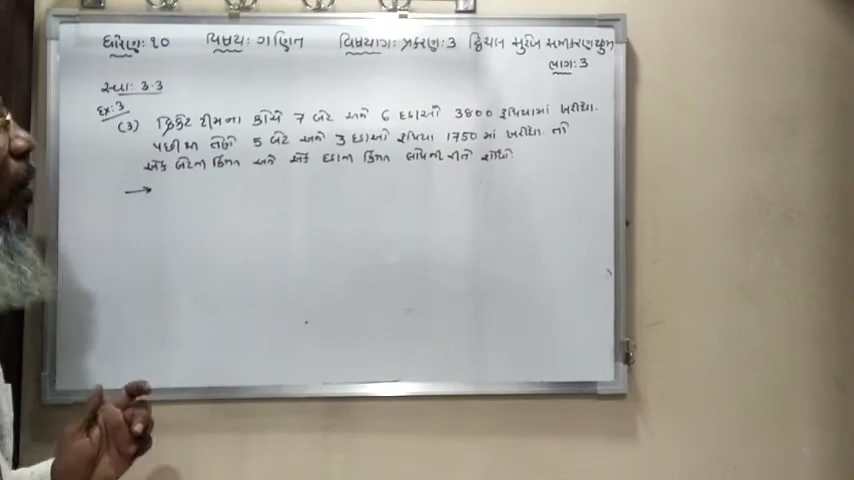 ધોરણ: ૧૦ વિષય: ગણિત વિષયાંગ: પ્રકરણ: 3 દ્વિચલ સુરેખ સમીકરણયુગ્મ
ભાગ: 3
સ્વા: 3.3
Ex: 3
(3) ક્રિકેટ ટીમના કોચે 7 બેટ અને 6 દડાઓ 3800 રૂપિયામાં ખરીદ્યા.
પછીથી તેણે 5 બેટ અને 3 દડાઓ રૂપિયા 1750 માં ખરીદ્યા. તો
એક બેટની કિંમત અને એક દડાની કિંમત લોપની રીતે શોધો.
→